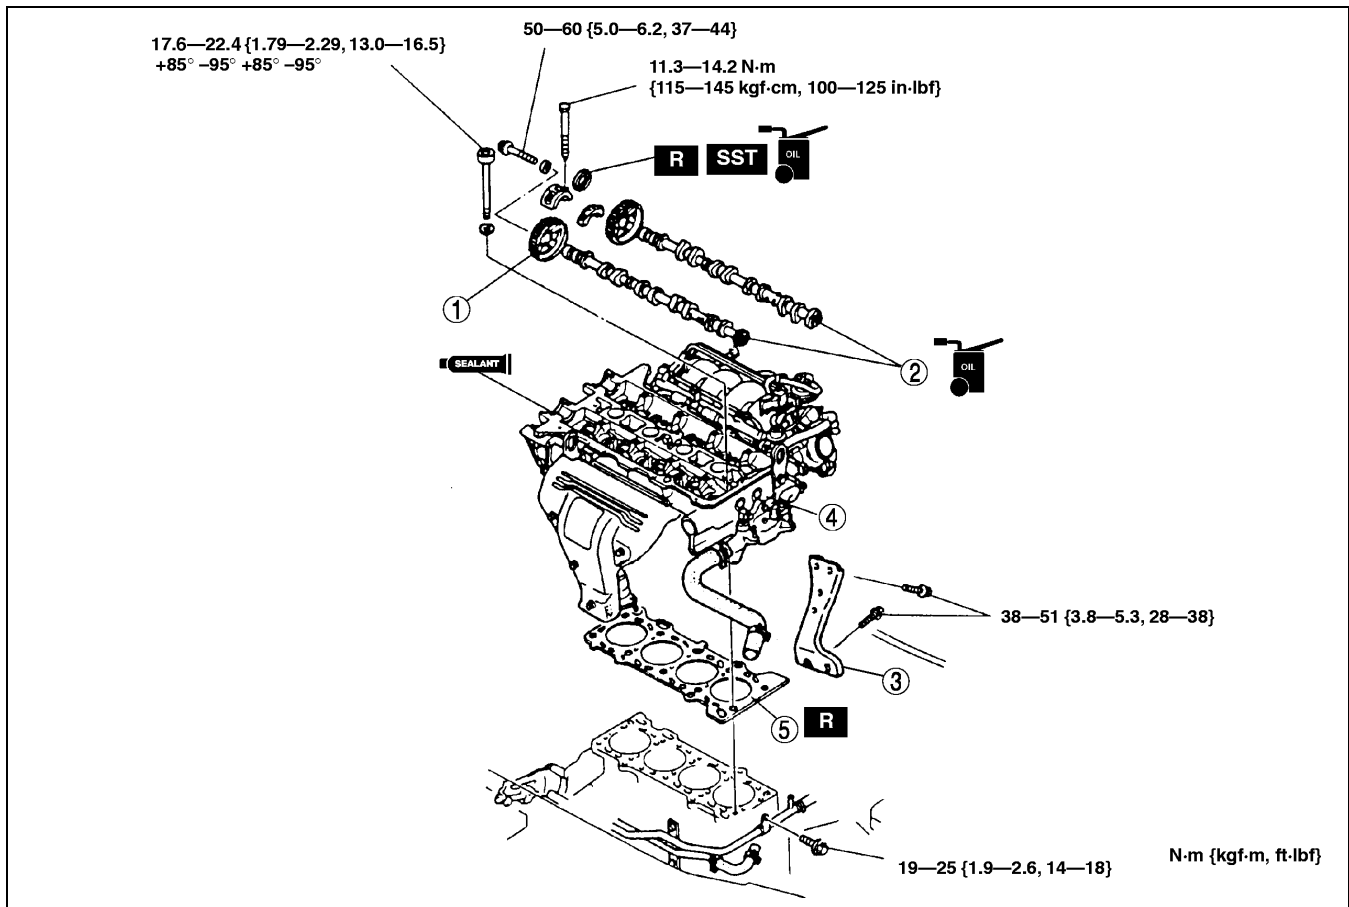 50—60 {5.0—6.2, 37—44}
17.6—22.4 {1.79—2.29, 13.0—16.5}
+85° –95° +85° –95°
11.3—14.2 N·m
{115—145 kgf·cm, 100—125 in·lbf}
R SST OIL
1
SEALANT
2 OIL
4
38—51 {3.8—5.3, 28—38}
3
5 R
N·m {kgf·m, ft·lbf}
19—25 {1.9—2.6, 14—18}